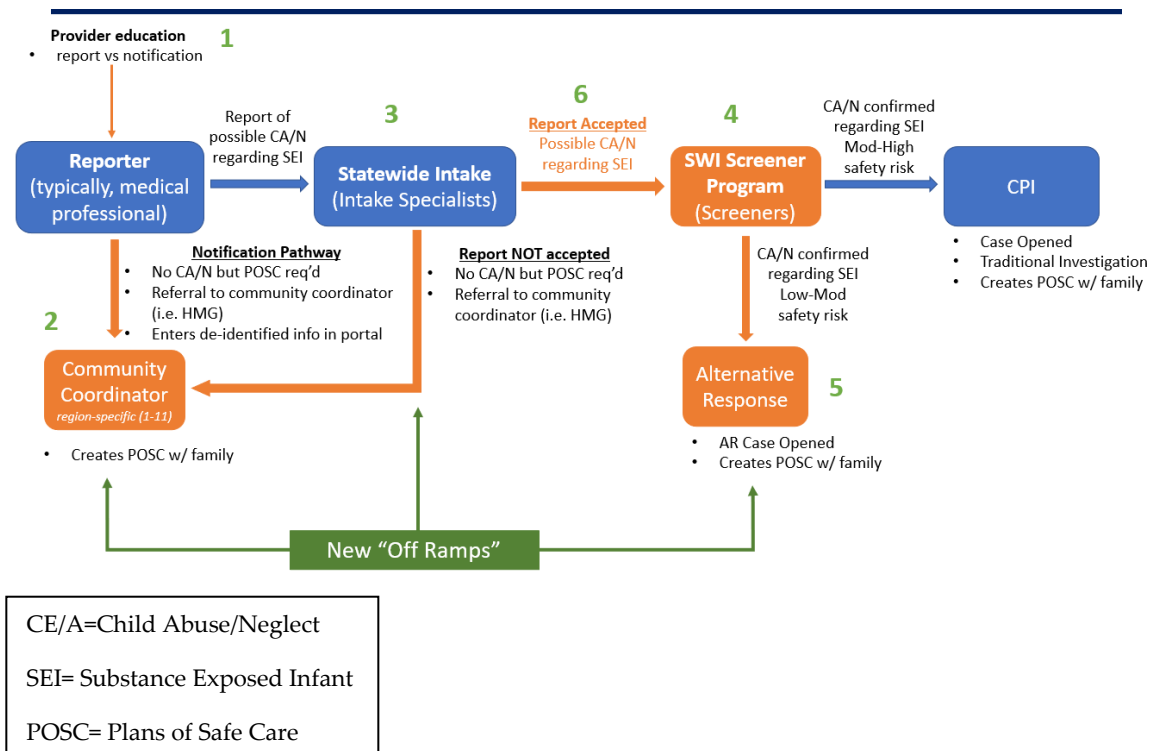 Provider education
• report vs notification
1
Report of
possible CA/N
regarding SEI
3
6
Report Accepted
Possible CA/N
regarding SEI
4
CA/N confirmed
regarding SEI
Mod-High
safety risk
Reporter
(typically, medical
professional)
Statewide Intake
(Intake Specialists)
SWI Screener
Program
(Screeners)
CPI
• Case Opened
• Traditional Investigation
• Creates POSC w/ family
Notification Pathway
• No CA/N but POSC req’d
• Referral to community coordinator
(i.e. HMG)
• Enters de-identified info in portal
Report NOT accepted
• No CA/N but POSC req’d
• Referral to community
coordinator (i.e. HMG)
CA/N confirmed
regarding SEI
Low-Mod
safety risk
2
Community
Coordinator
region-specific (1-11)
• Creates POSC w/ family
Alternative
Response
5
• AR Case Opened
• Creates POSC w/ family
New “Off Ramps”
CE/A=Child Abuse/Neglect
SEI= Substance Exposed Infant
POSC= Plans of Safe Care